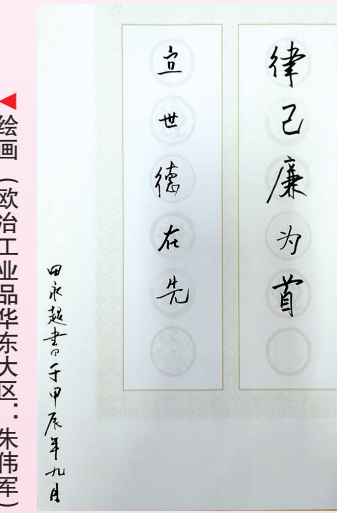 律己廉为首
立世德在先
田永超书于甲辰年九月
◀绘画（欧冶工业品华东大区：朱伟军）